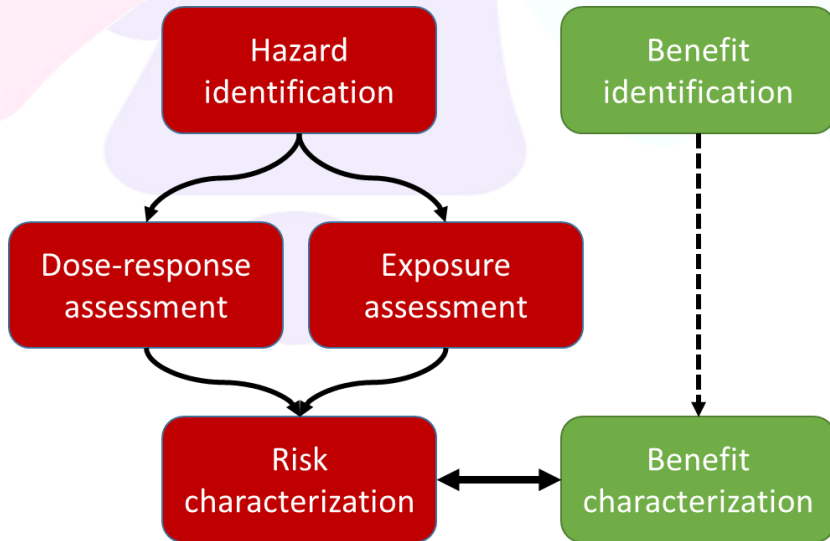 Hazard
identification
Benefit
identification
Dose-response
assessment
Exposure
assessment
Risk
characterization
Benefit
characterization